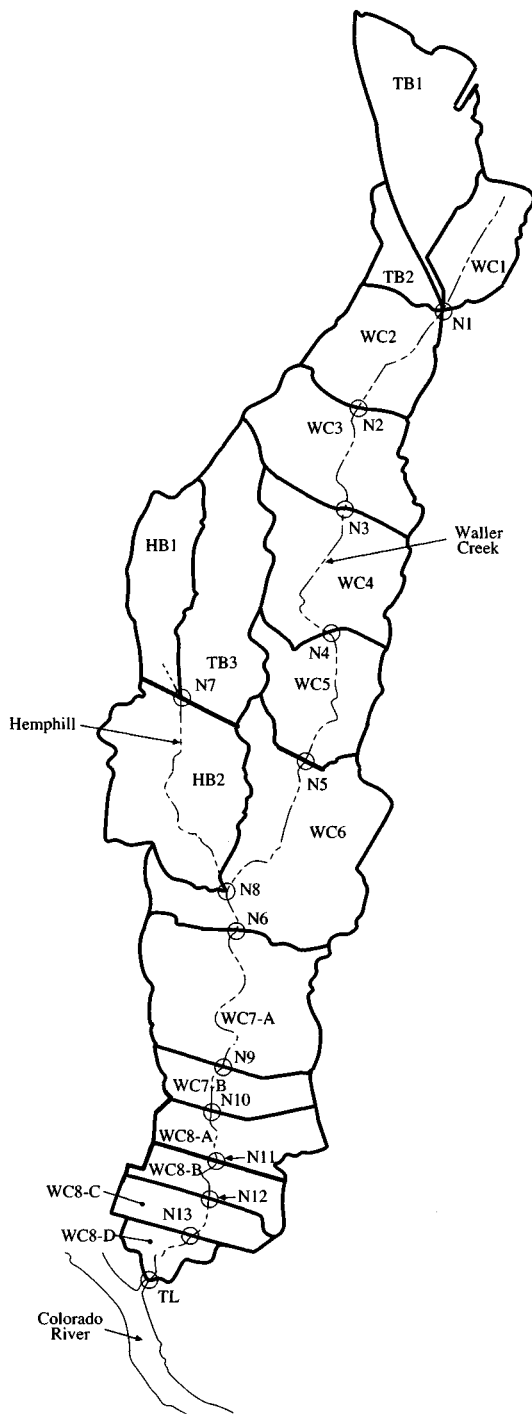 TB1
WC1
TB2
N1
WC2
N2
WC3
N3
Waller
Creek
HB1
WC4
N4
TB3
WC5
N7
Hemphill
N5
HB2
WC6
N8
N6
WC7-A
N9
WC7-B
N10
WC8-A
N11
WC8-B
WC8-C
N12
N13
WC8-D
TL
Colorado
River